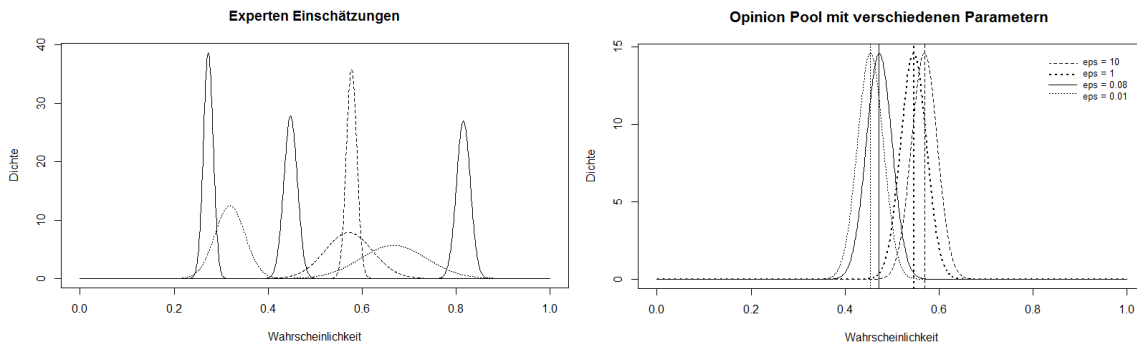 Experten Einschätzungen
Dichte
40
30
20
10
0
0.0 0.2 0.4 0.6 0.8 1.0
Wahrscheinlichkeit
Opinion Pool mit verschiedenen Parametern
Dichte
15
10
5
0
eps = 10
eps = 1
eps = 0.08
eps = 0.01
0.0 0.2 0.4 0.6 0.8 1.0
Wahrscheinlichkeit